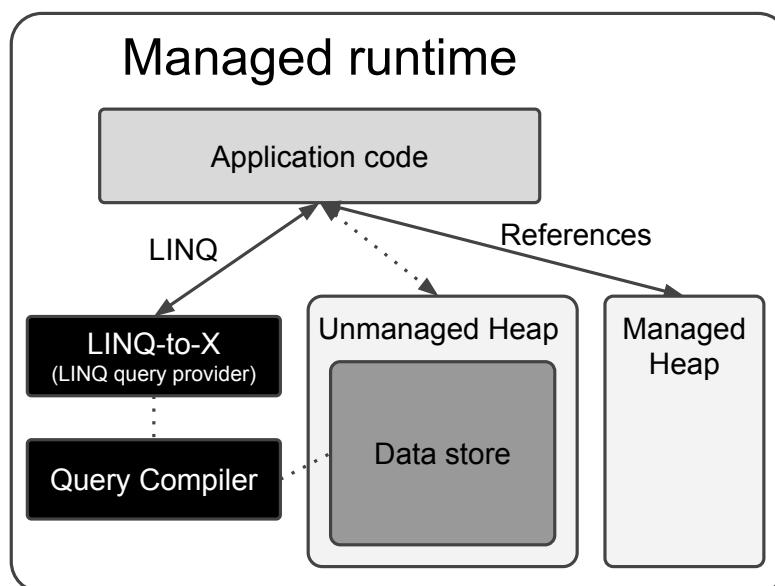 Managed runtime
Application code
LINQ
References
LINQ-to-X
(LINQ query provider)
Unmanaged Heap
Managed
Heap
Data store
Query Compiler